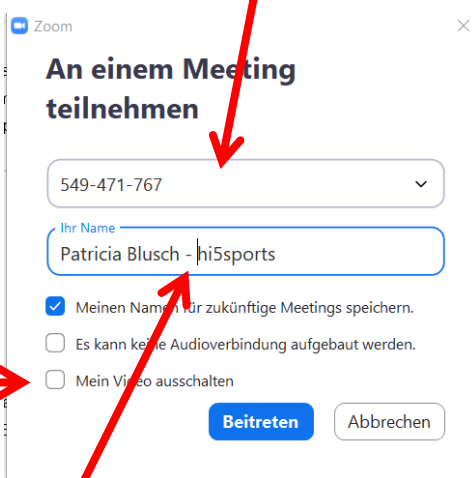 Zoom
An einem Meeting
teilnehmen
549-471-767
Ihr Name
Patricia Blusch - hi5sports
Meinen Namen für zukünftige Meetings speichern.
Es kann keine Audioverbindung aufgebaut werden.
Mein Video ausschalten
Beitreten Abbrechen